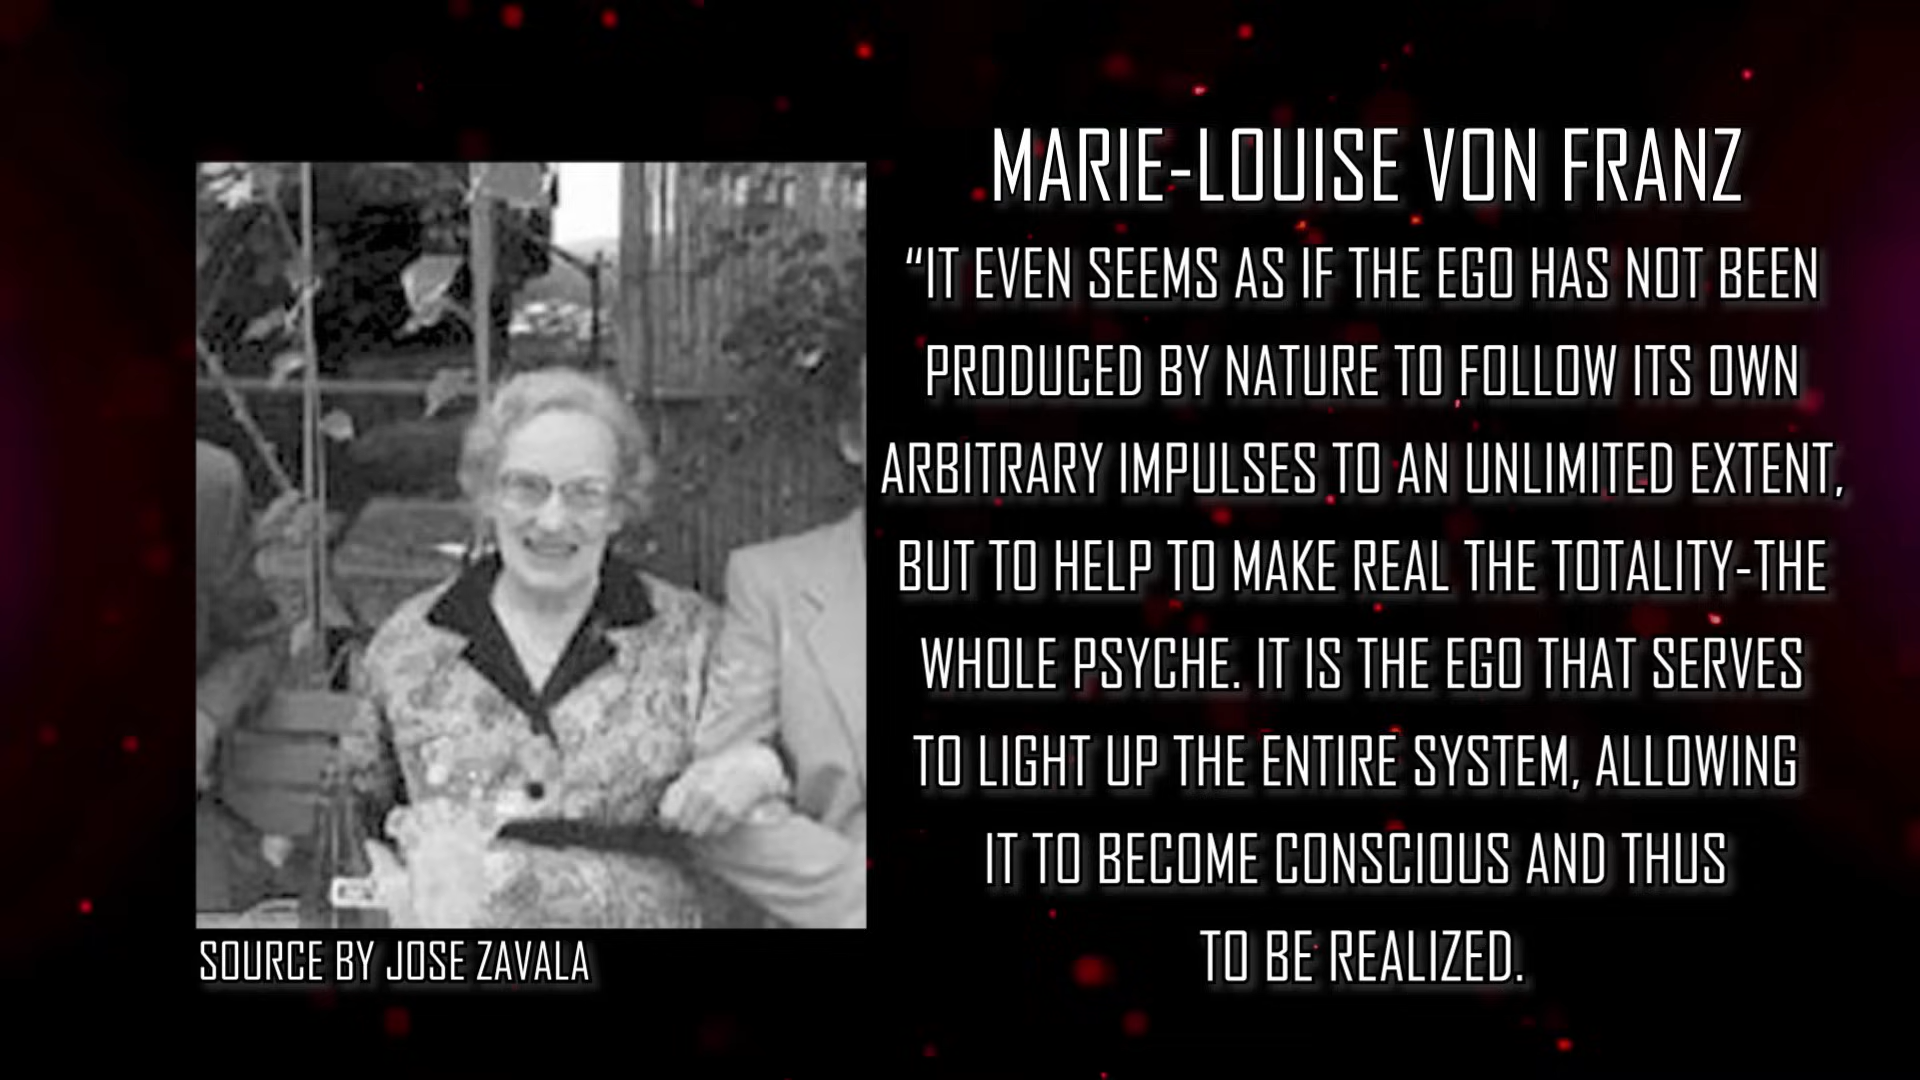 MARIE-LOUISE VON FRANZ
“IT EVEN SEEMS AS IF THE EGO HAS NOT BEEN
PRODUCED BY NATURE TO FOLLOW ITS OWN
ARBITRARY IMPULSES TO AN UNLIMITED EXTENT,
BUT TO HELP TO MAKE REAL THE TOTALITY-THE
WHOLE PSYCHE. IT IS THE EGO THAT SERVES
TO LIGHT UP THE ENTIRE SYSTEM, ALLOWING
IT TO BECOME CONSCIOUS AND THUS
TO BE REALIZED.
SOURCE BY JOSE ZAVALA